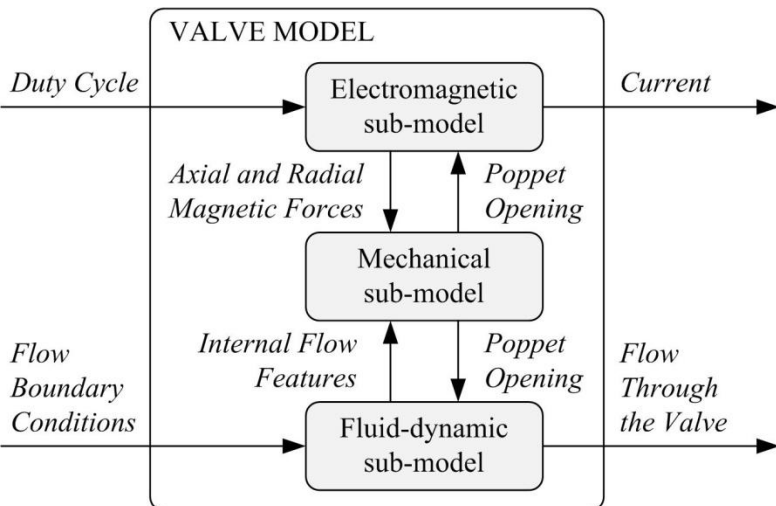 VALVE MODEL
Duty Cycle
Electromagnetic
sub-model
Current
Axial and Radial
Magnetic Forces
Poppet
Opening
Mechanical
sub-model
Flow
Boundary
Conditions
Internal Flow
Features
Poppet
Opening
Flow
Through
the Valve
Fluid-dynamic
sub-model